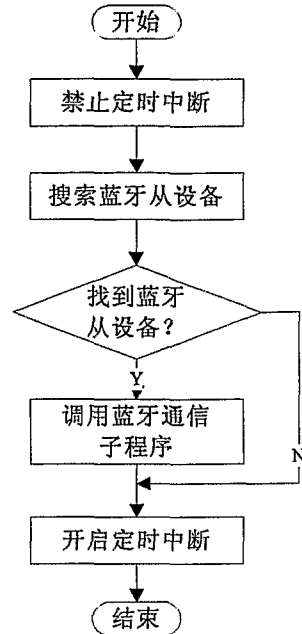 开始
禁止定时中断
搜索蓝牙从设备
找到蓝牙
从设备？
Y
调用蓝牙通信
子程序
N
开启定时中断
结束